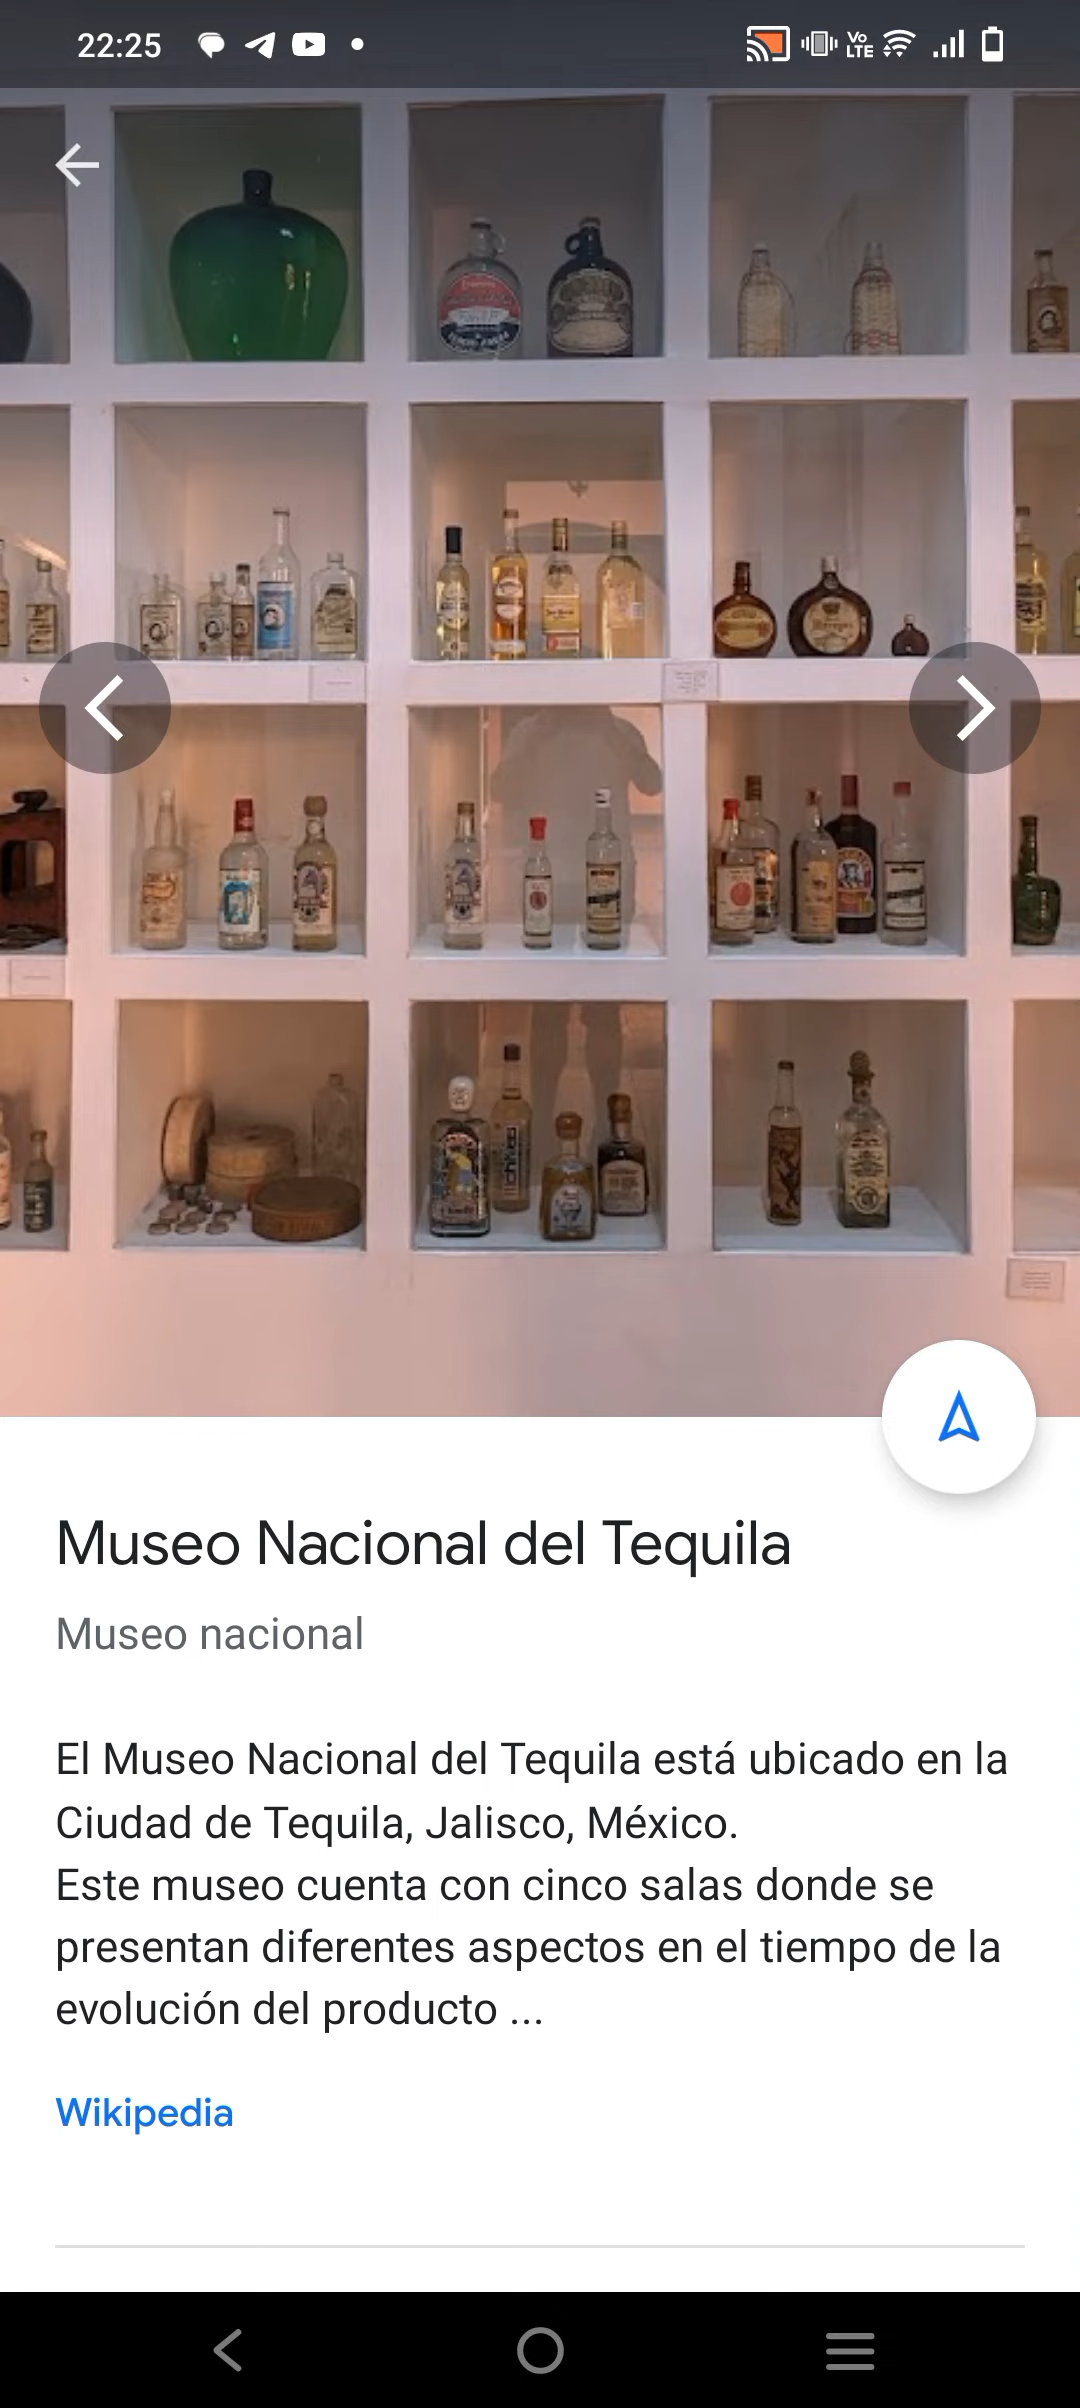 22:25
Vo
LTE
Museo Nacional del Tequila
Museo nacional
El Museo Nacional del Tequila está ubicado en la
Ciudad de Tequila, Jalisco, México.
Este museo cuenta con cinco salas donde se
presentan diferentes aspectos en el tiempo de la
evolución del producto ...
Wikipedia